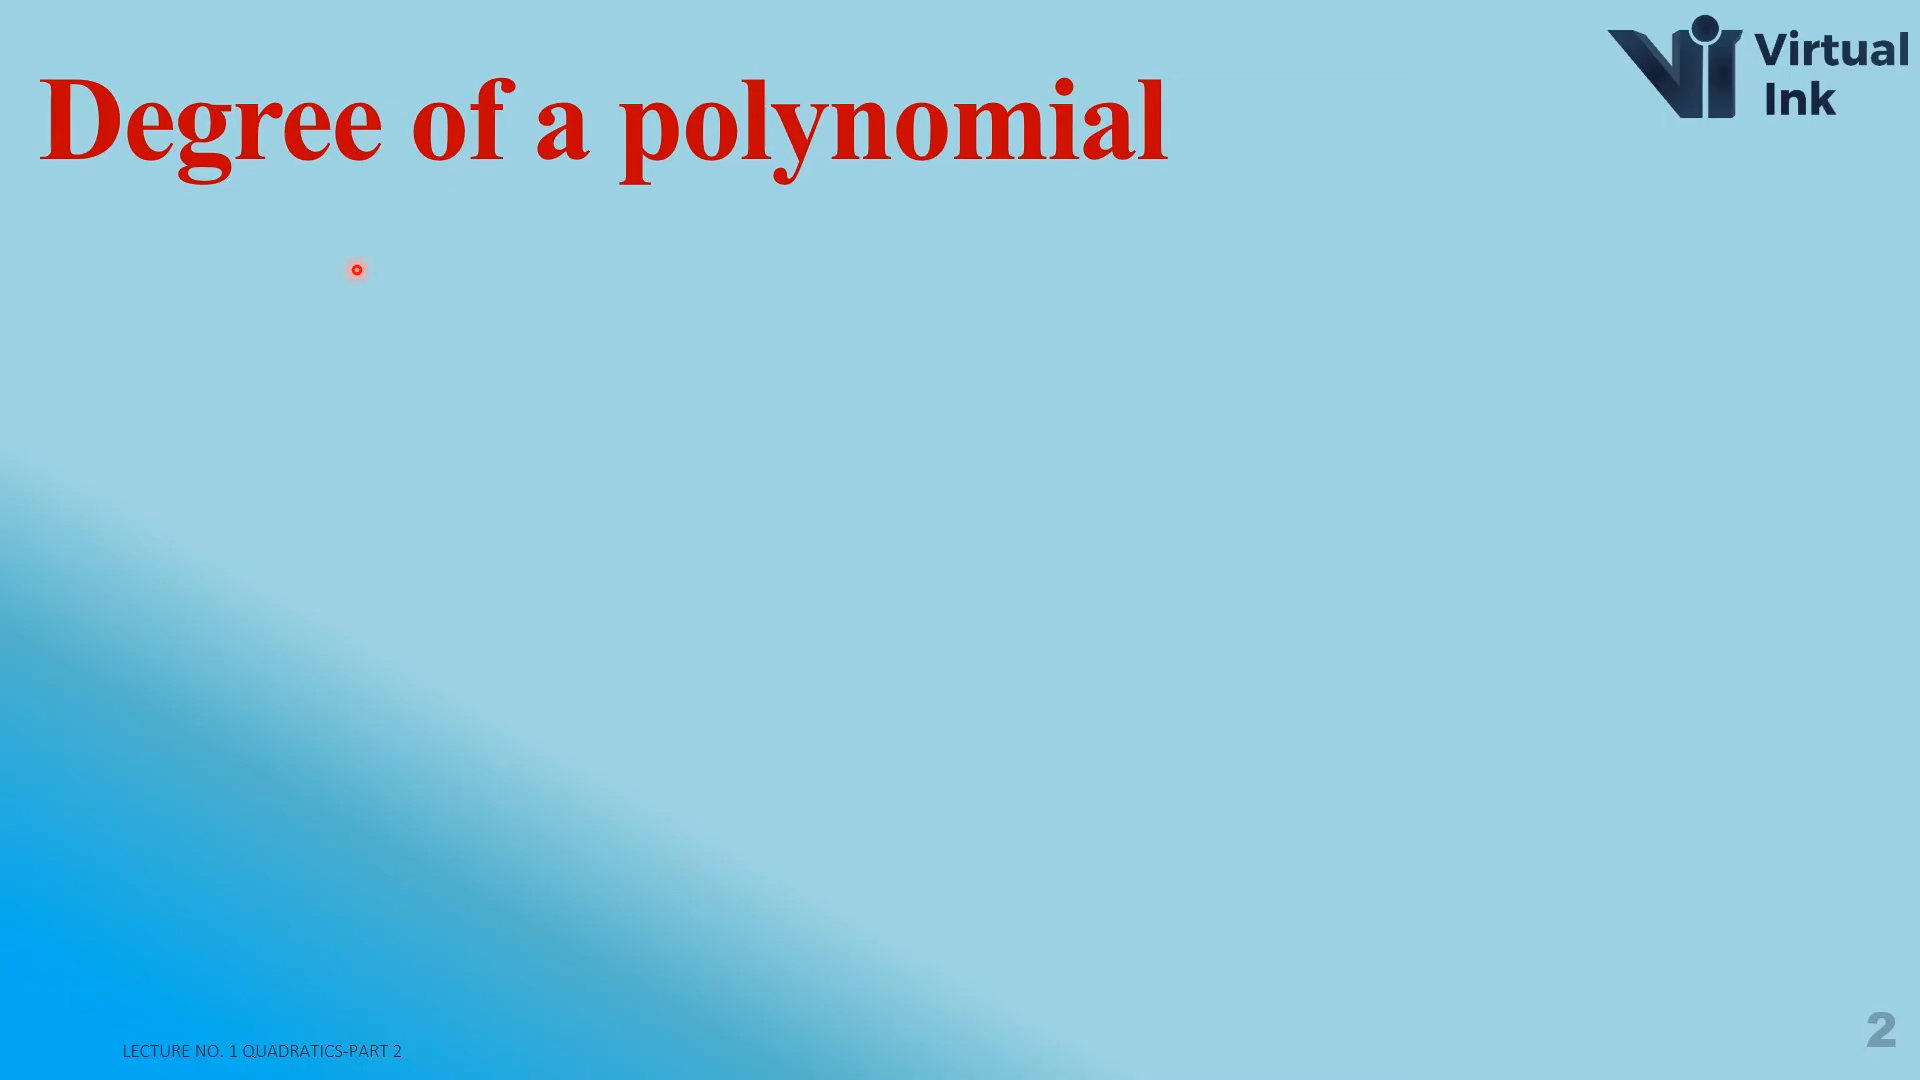 Degree of a polynomial
Virtual
Ink
LECTURE NO. 1 QUADRATICS-PART 2
2